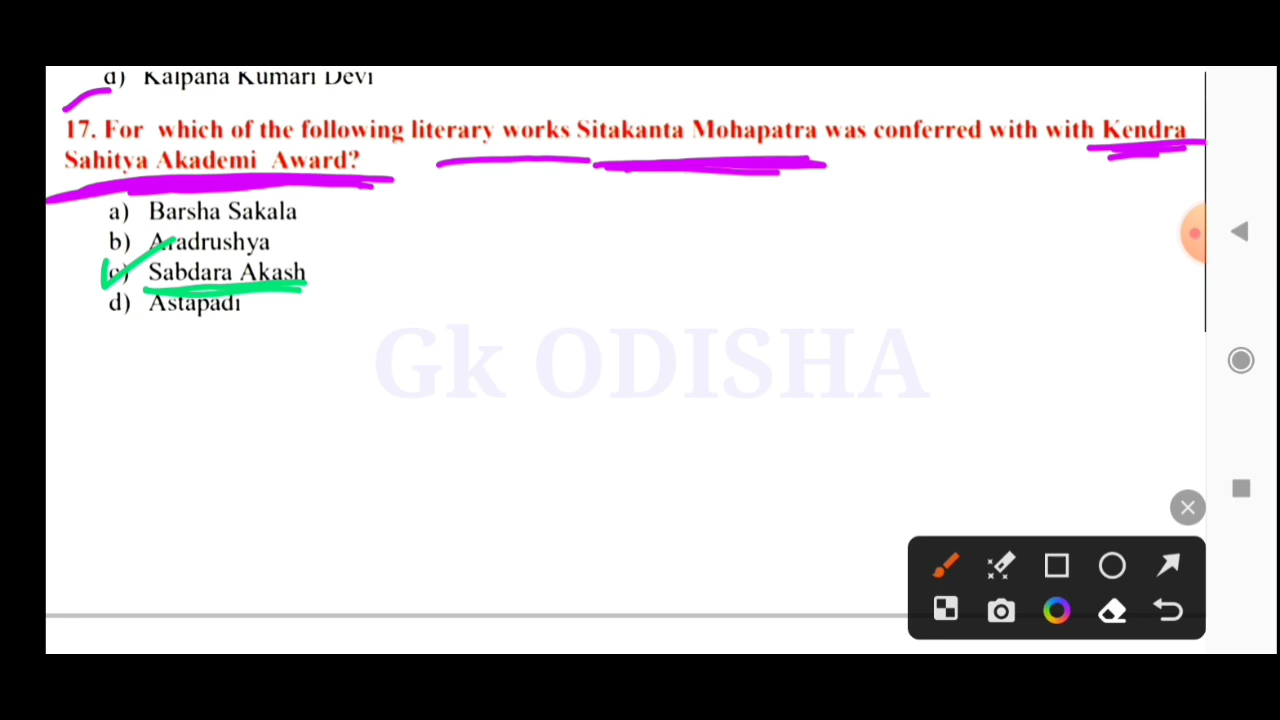 d) Kalpana Kumari Devi
17. For which of the following literary works Sitakanta Mohapatra was conferred with with Kendra
Sahitya Akademi Award?
a) Barsha Sakala
b) Aradrushya
c) Sabdara Akash
d) Astapadi
Gk ODISHA